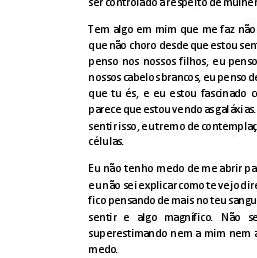 ser controlado a respeito de mulher
Tem algo em mim que me faz não
que não choro desde que estou sem
penso nos nossos filhos, eu penso
nossos cabelos brancos, eu penso de
que tu és, e eu estou fascinado
parece que estou vendo as galáxias.
sentir isso, eu tremo de contemplaç
células.
Eu não tenho medo de me abrir pa
e u não sei explicar como te vejo dire
fico pensando demais no teu sangu
sentir e algo magnífico. Não se
superestimando nem a mim nem a
medo.